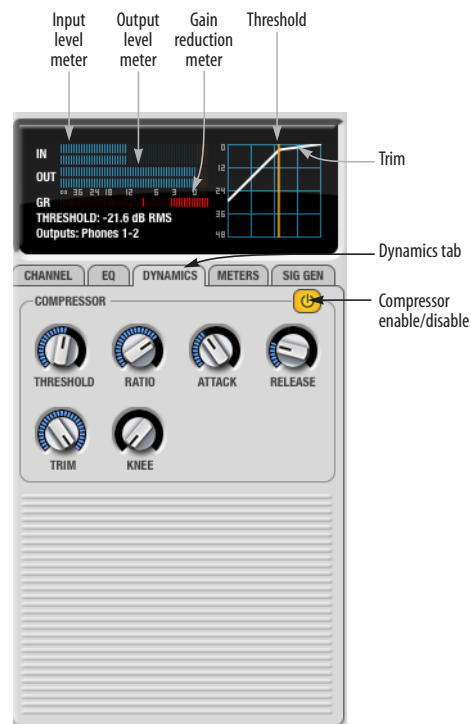 Input level meter
Output level meter
Gain reduction meter
Threshold
Trim
IN
OUT
∞ 36 24 18 12 6 3 0
GR
THRESHOLD: -21.6 dB RMS
Outputs: Phones 1-2
0
12
24
36
48
Dynamics tab
CHANNEL EQ DYNAMICS METERS SIG GEN
COMPRESSOR
Compressor enable/disable
THRESHOLD RATIO ATTACK RELEASE
TRIM KNEE